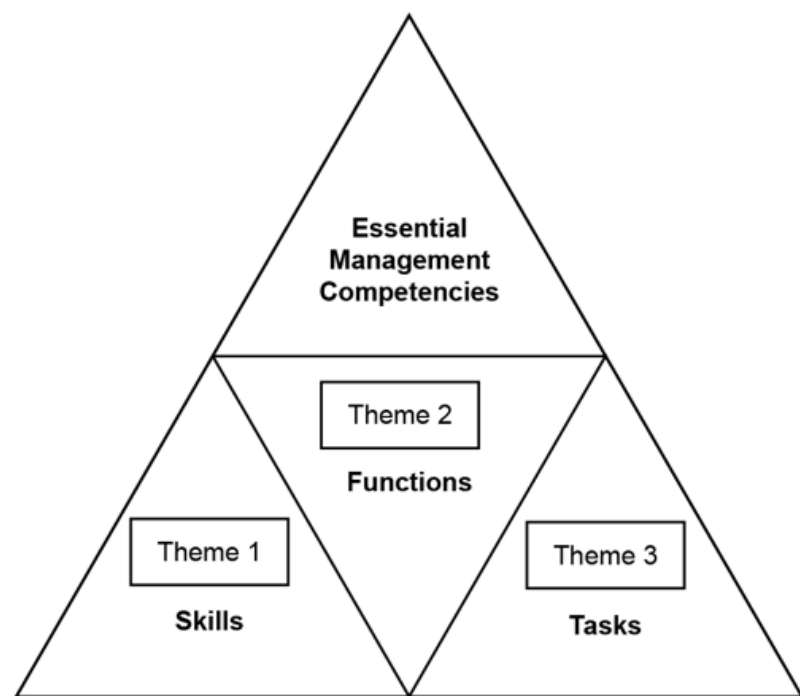 Essential
Management
Competencies
Theme 2
Functions
Theme 1
Skills
Theme 3
Tasks